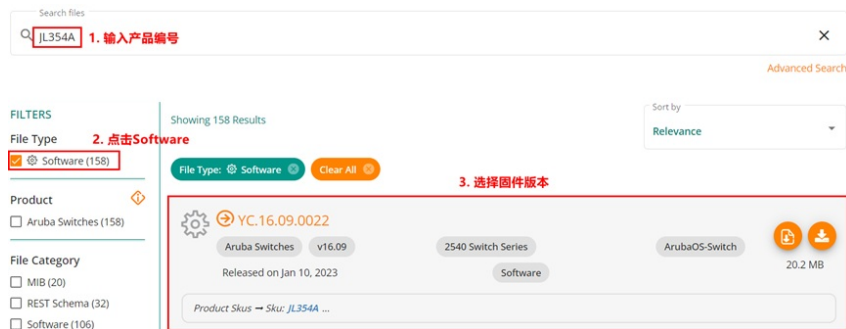 Search files
JL354A
1. 输入产品编号
Advanced Search
FILTERS
File Type
2. 点击Software
Software (158)
Product
Aruba Switches (158)
File Category
MIB (20)
REST Schema (32)
Software (106)
Showing 158 Results
Sort by
Relevance
File Type: Software
Clear All
3. 选择固件版本
YC.16.09.0022
Aruba Switches v16.09 2540 Switch Series ArubaOS-Switch
Released on Jan 10, 2023 Software
20.2 MB
Product Skus → Sku: JL354A ...